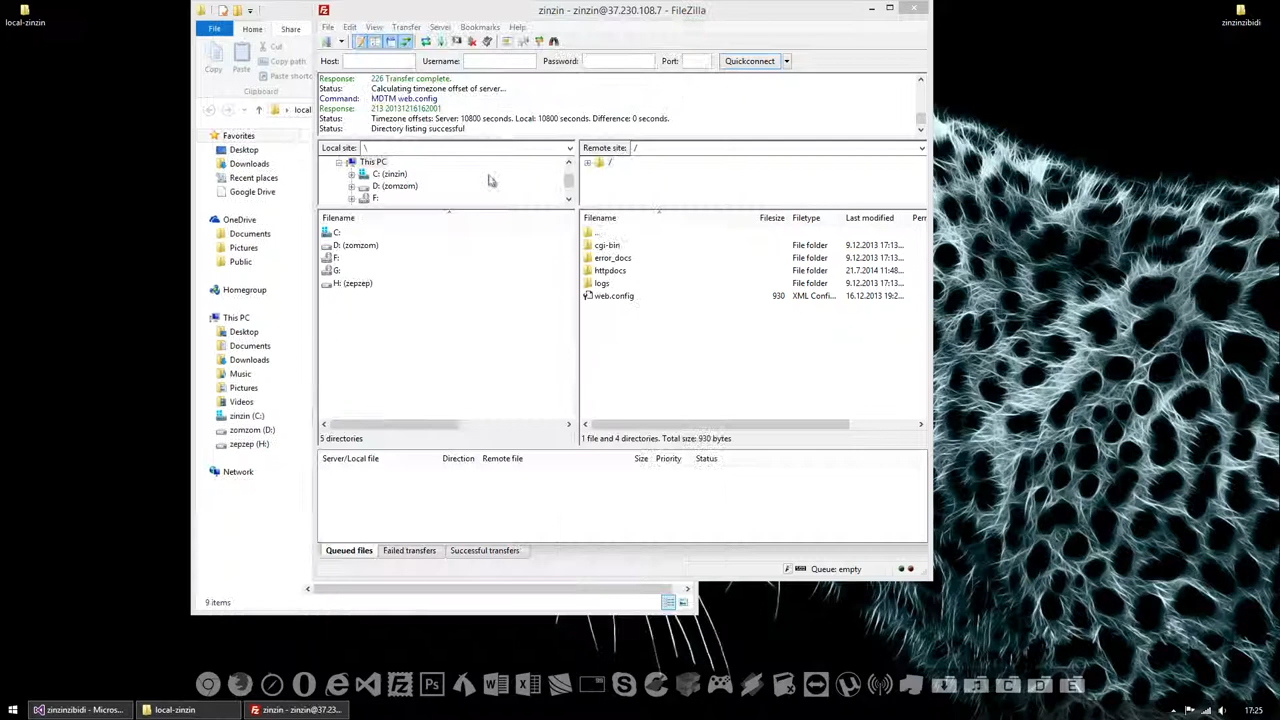 local-zinzin
zinzinzibidi
zinzin - zinzin@37.230.108.7 - FileZilla
File Home Share
File Edit View Transfer Server Bookmarks Help
Copy Paste Cut
Copy path
Paste shortc
Clipboard
Host: Username: Password: Port: Quickconnect
Response: 226 Transfer complete.
Status: Calculating timezone offset of server...
Command: MDTM web.config
Response: 213 20131216162001
Status: Timezone offsets: Server: 10800 seconds. Local: 10800 seconds. Difference: 0 seconds.
Status: Directory listing successful
local
Favorites
Desktop
Downloads
Recent places
Google Drive
OneDrive
Documents
Pictures
Public
Homegroup
This PC
Desktop
Documents
Downloads
Music
Pictures
Videos
zinzin (C:)
zomzom (D:)
zepzep (H:)
Network
9 items
Local site: \
This PC
C: (zinzin)
D: (zomzom)
F:
Filename
C:
D: (zomzom)
F:
G:
H: (zepzep)
5 directories
Remote site: /
/
Filename Filesize Filetype Last modified Per
..
cgi-bin File folder 9.12.2013 17:13...
error_docs File folder 9.12.2013 17:13...
httpdocs File folder 21.7.2014 11:48...
logs File folder 9.12.2013 17:13...
web.config 930 XML Confi... 16.12.2013 19:2...
1 file and 4 directories. Total size: 930 bytes
Server/Local file Direction Remote file Size Priority Status
Queued files Failed transfers Successful transfers
Queue: empty
zinzinzibidi - Micros...
local-zinzin
zinzin - zinzin@37.23...
17:25